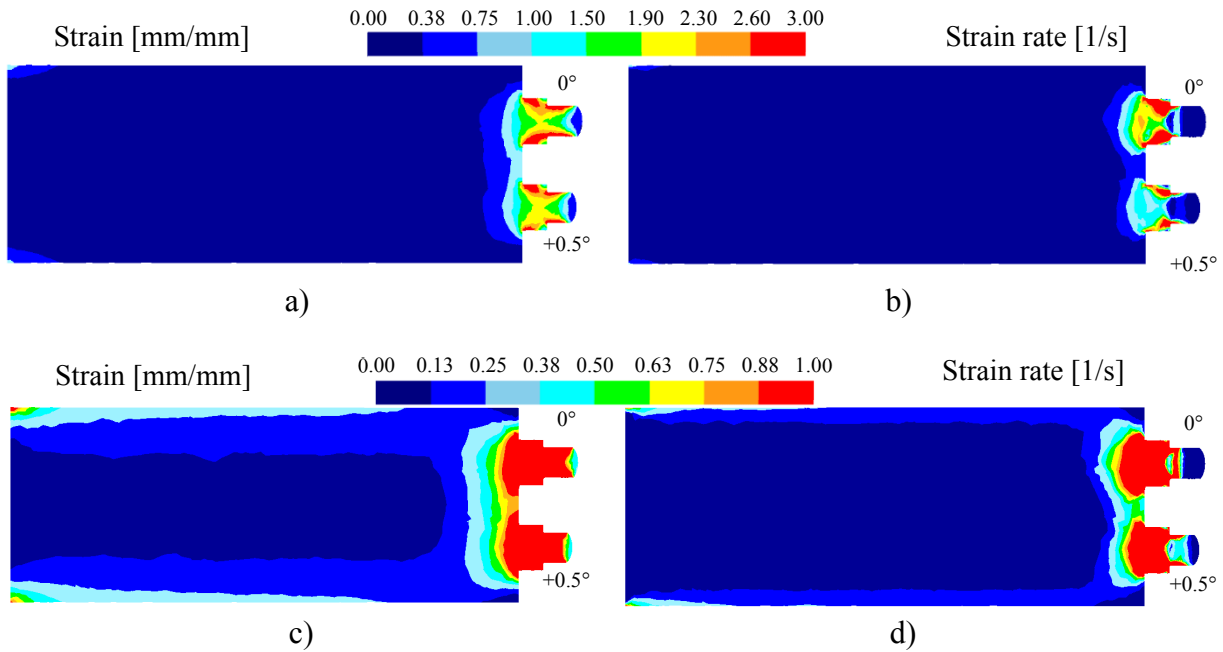 0.00 0.38 0.75 1.00 1.50 1.90 2.30 2.60 3.00
Strain [mm/mm]
Strain rate [1/s]
0°
0°
+0.5°
+0.5°
a)
b)
0.00 0.13 0.25 0.38 0.50 0.63 0.75 0.88 1.00
Strain [mm/mm]
Strain rate [1/s]
0°
0°
+0.5°
+0.5°
c)
d)